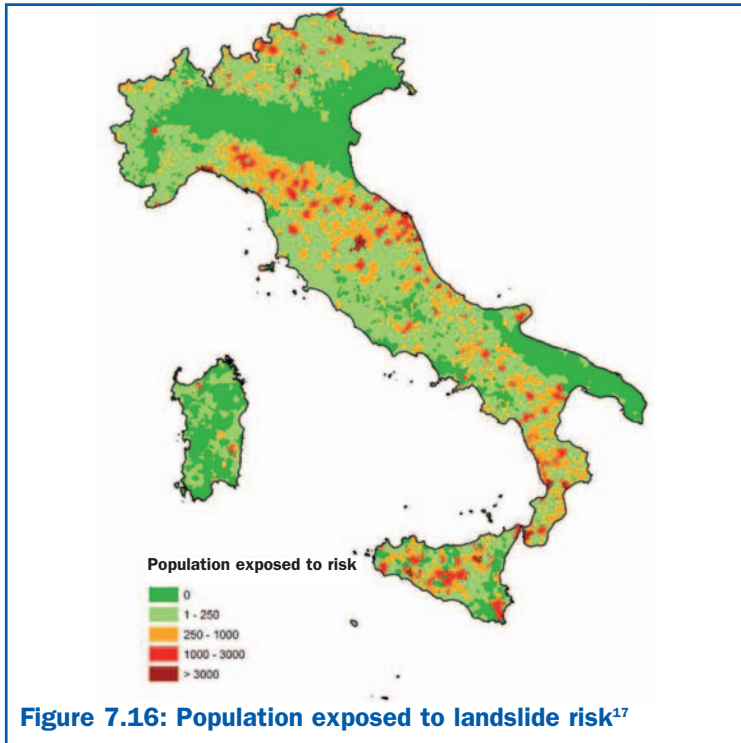 Population exposed to risk
0
1 - 250
250 - 1000
1000 - 3000
> 3000
Figure 7.16: Population exposed to landslide risk¹⁷